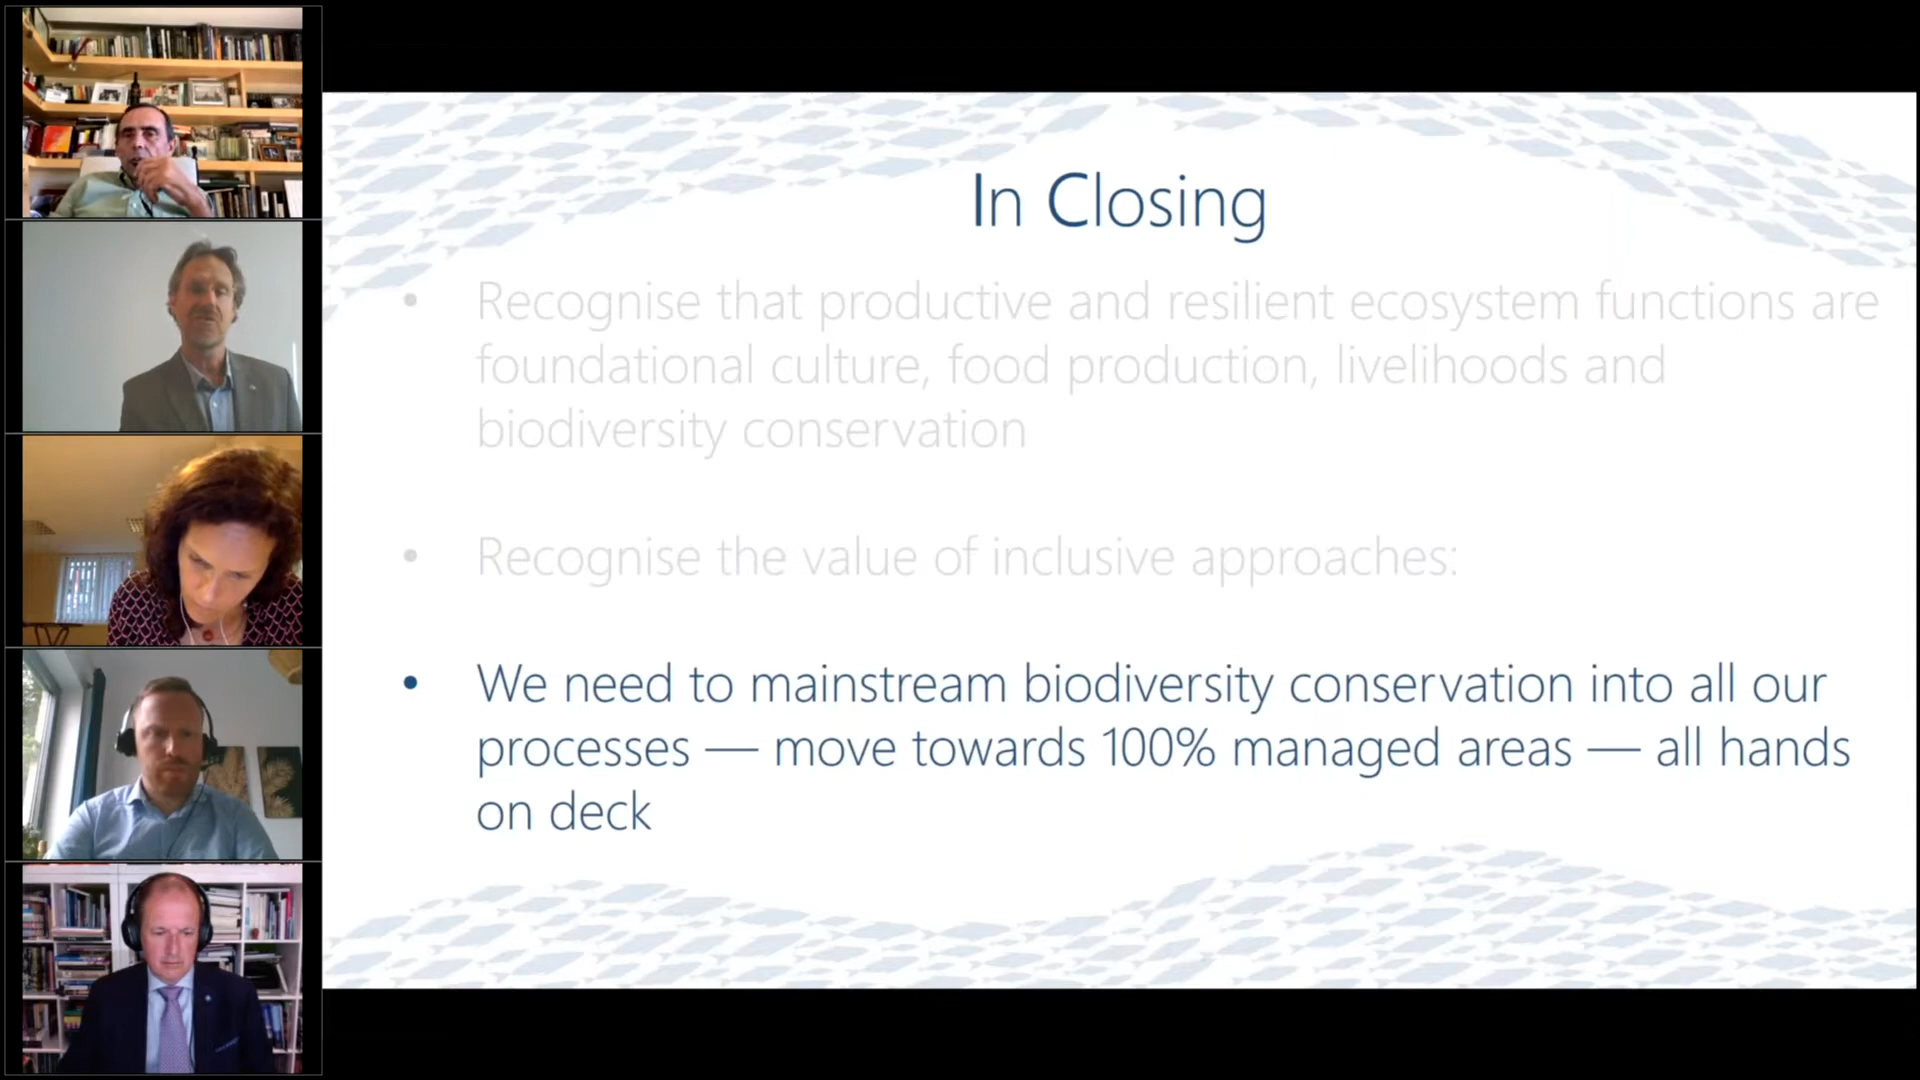 In Closing
• Recognise that productive and resilient ecosystem functions are
foundational culture, food production, livelihoods and
biodiversity conservation
• Recognise the value of inclusive approaches:
• We need to mainstream biodiversity conservation into all our
processes — move towards 100% managed areas — all hands
on deck